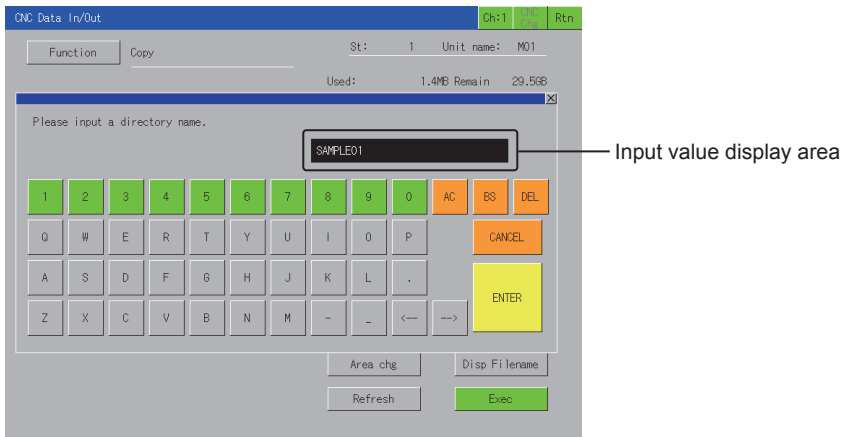 CNC Data In/Out Ch:1 CNC Chg Rtn
Function Copy St: 1 Unit name: M01
Used: 1.4MB Remain 29.5GB
X
Please input a directory name.
SAMPLE01
Input value display area
1 2 3 4 5 6 7 8 9 0 AC BS DEL
Q W E R T Y U I O P CANCEL
A S D F G H J K L .
ENTER
Z X C V B N M - _ <-- -->
Area chg Disp Filename
Refresh Exec